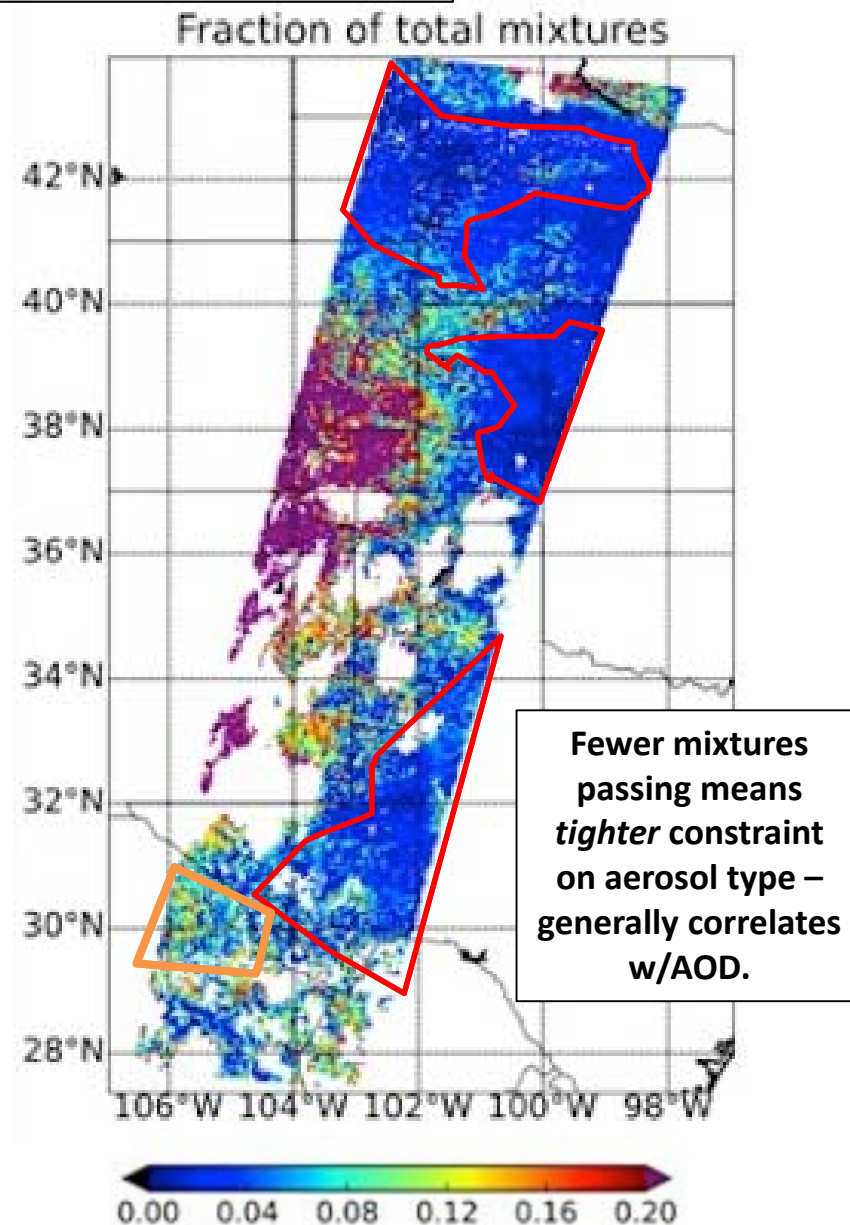 Fraction of total mixtures
42°N
40°N
38°N
36°N
34°N
32°N
30°N
28°N
Fewer mixtures
passing means
tighter constraint
on aerosol type –
generally correlates
w/AOD.
106°W 104°W 102°W 100°W 98°W
0.00 0.04 0.08 0.12 0.16 0.20